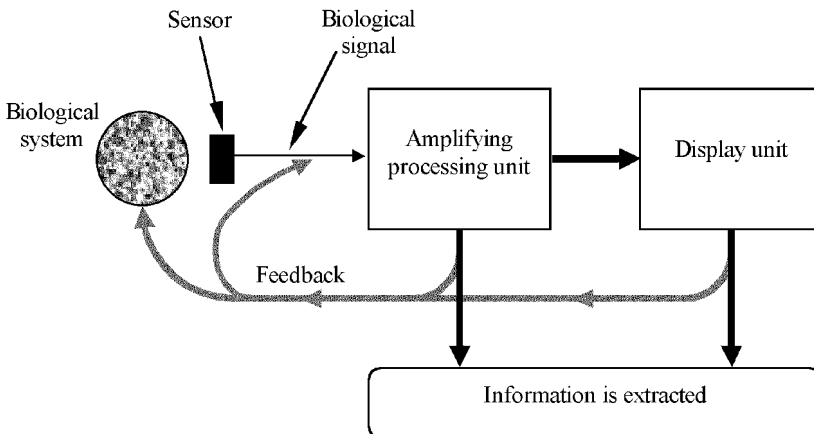 Sensor
Biological
signal
Biological
system
Amplifying
processing unit
Display unit
Feedback
Information is extracted